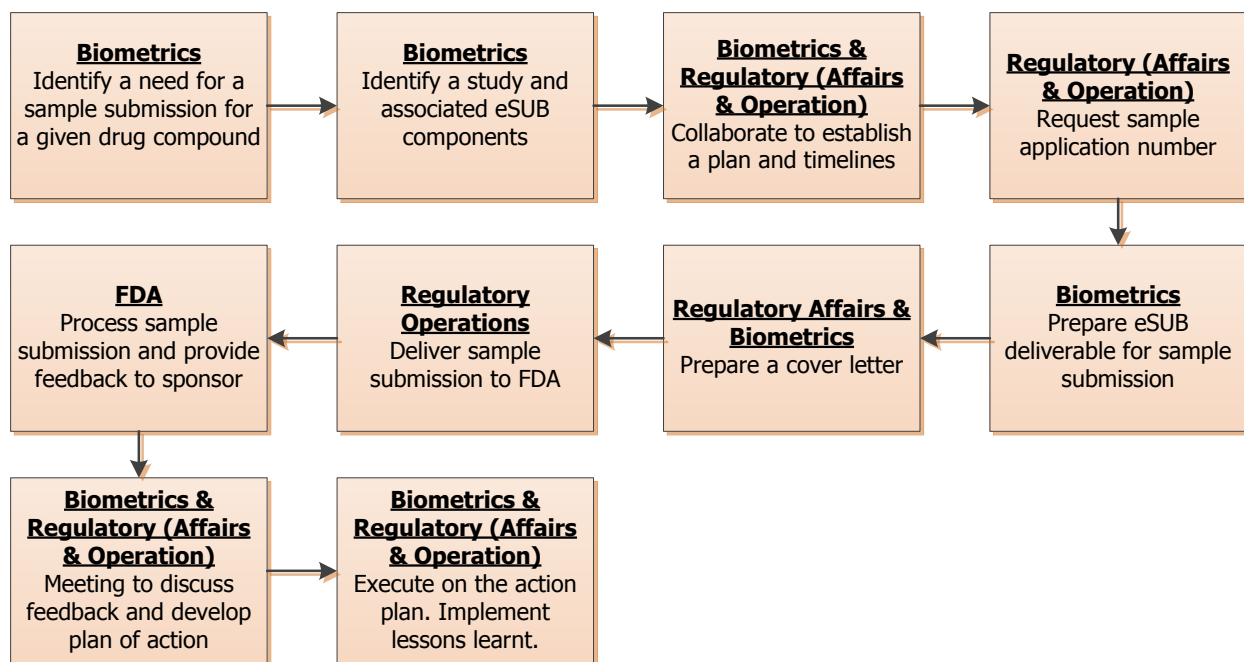 Biometrics
Identify a need for a
sample submission for
a given drug compound
Biometrics
Identify a study and
associated eSUB
components
Biometrics &
Regulatory (Affairs
& Operation)
Collaborate to establish
a plan and timelines
Regulatory (Affairs
& Operation)
Request sample
application number
Biometrics
Prepare eSUB
deliverable for sample
submission
Regulatory Affairs &
Biometrics
Prepare a cover letter
Regulatory
Operations
Deliver sample
submission to FDA
FDA
Process sample
submission and provide
feedback to sponsor
Biometrics &
Regulatory (Affairs
& Operation)
Meeting to discuss
feedback and develop
plan of action
Biometrics &
Regulatory (Affairs
& Operation)
Execute on the action
plan. Implement
lessons learnt.